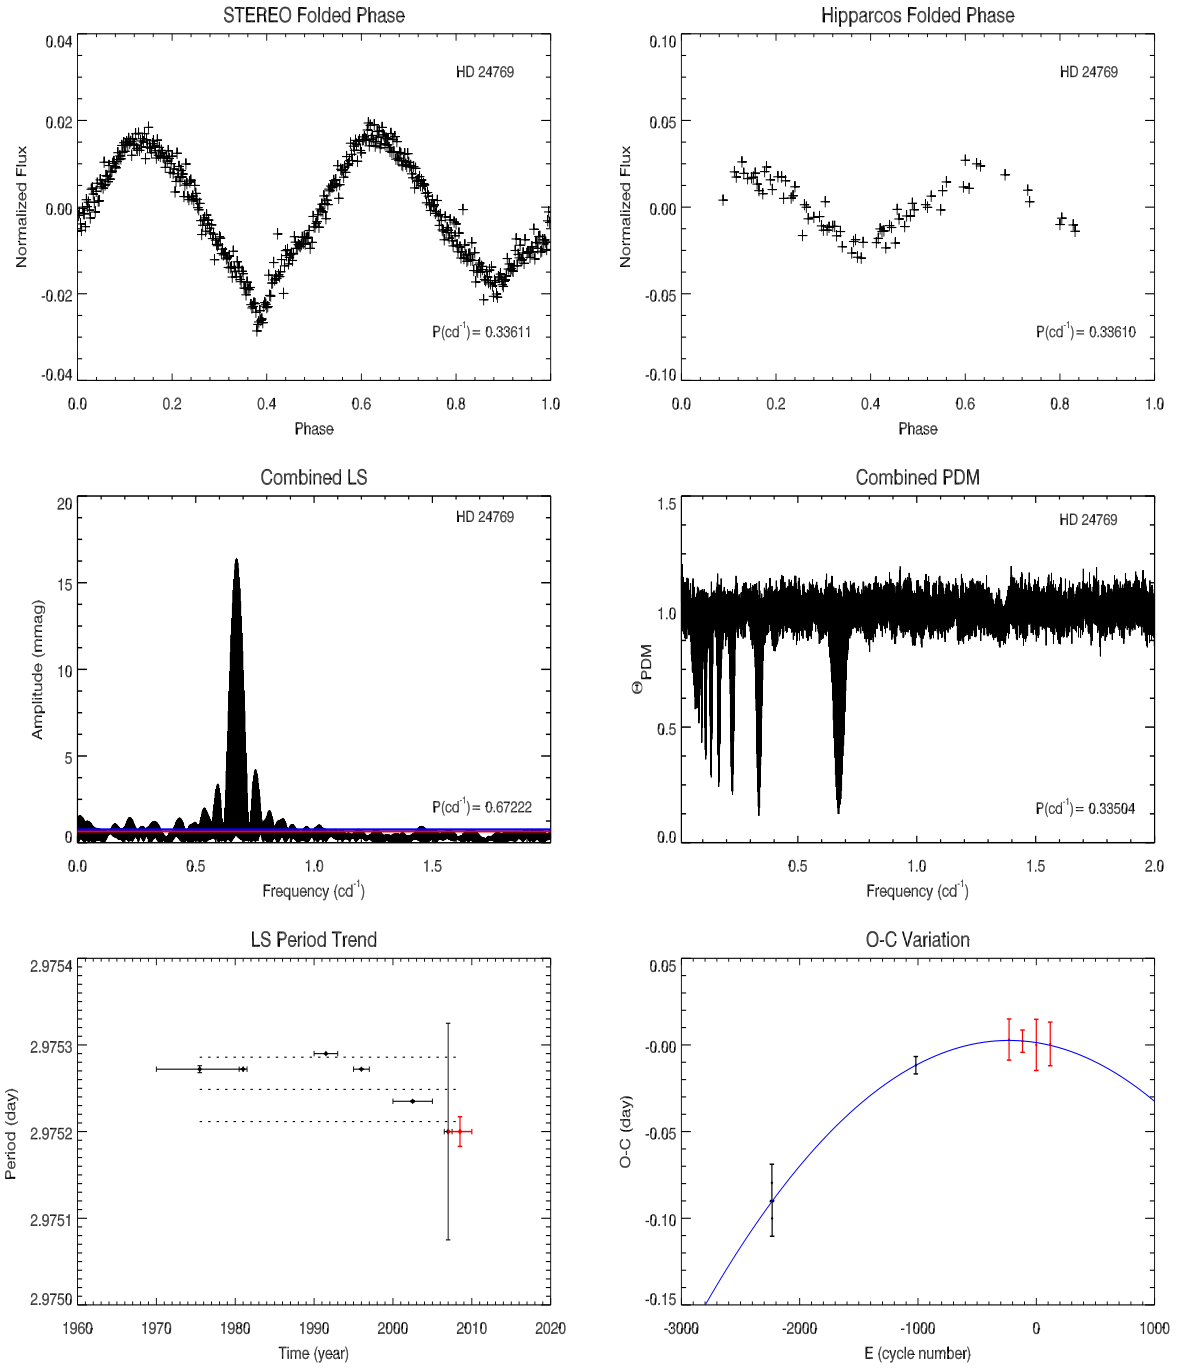 STEREO Folded Phase
0.04
0.02
0.00
-0.02
-0.04
Normalized Flux
HD 24769
P(cd-1) = 0.33611
0.0 0.2 0.4 0.6 0.8 1.0
Phase
Hipparcos Folded Phase
0.10
0.05
0.00
-0.05
-0.10
Normalized Flux
HD 24769
P(cd-1) = 0.33610
0.0 0.2 0.4 0.6 0.8 1.0
Phase
Combined LS
20
15
10
5
0
Amplitude (mmag)
HD 24769
P(cd-1) = 0.67222
0.0 0.5 1.0 1.5
Frequency (cd-1)
Combined PDM
1.5
1.0
0.5
0.0
ΘPDM
HD 24769
P(cd-1) = 0.33504
0.5 1.0 1.5 2.0
Frequency (cd-1)
LS Period Trend
2.9754
2.9753
2.9752
2.9751
2.9750
Period (day)
1960 1970 1980 1990 2000 2010 2020
Time (year)
O-C Variation
0.05
-0.00
-0.05
-0.10
-0.15
O-C (day)
-3000 -2000 -1000 0 1000
E (cycle number)